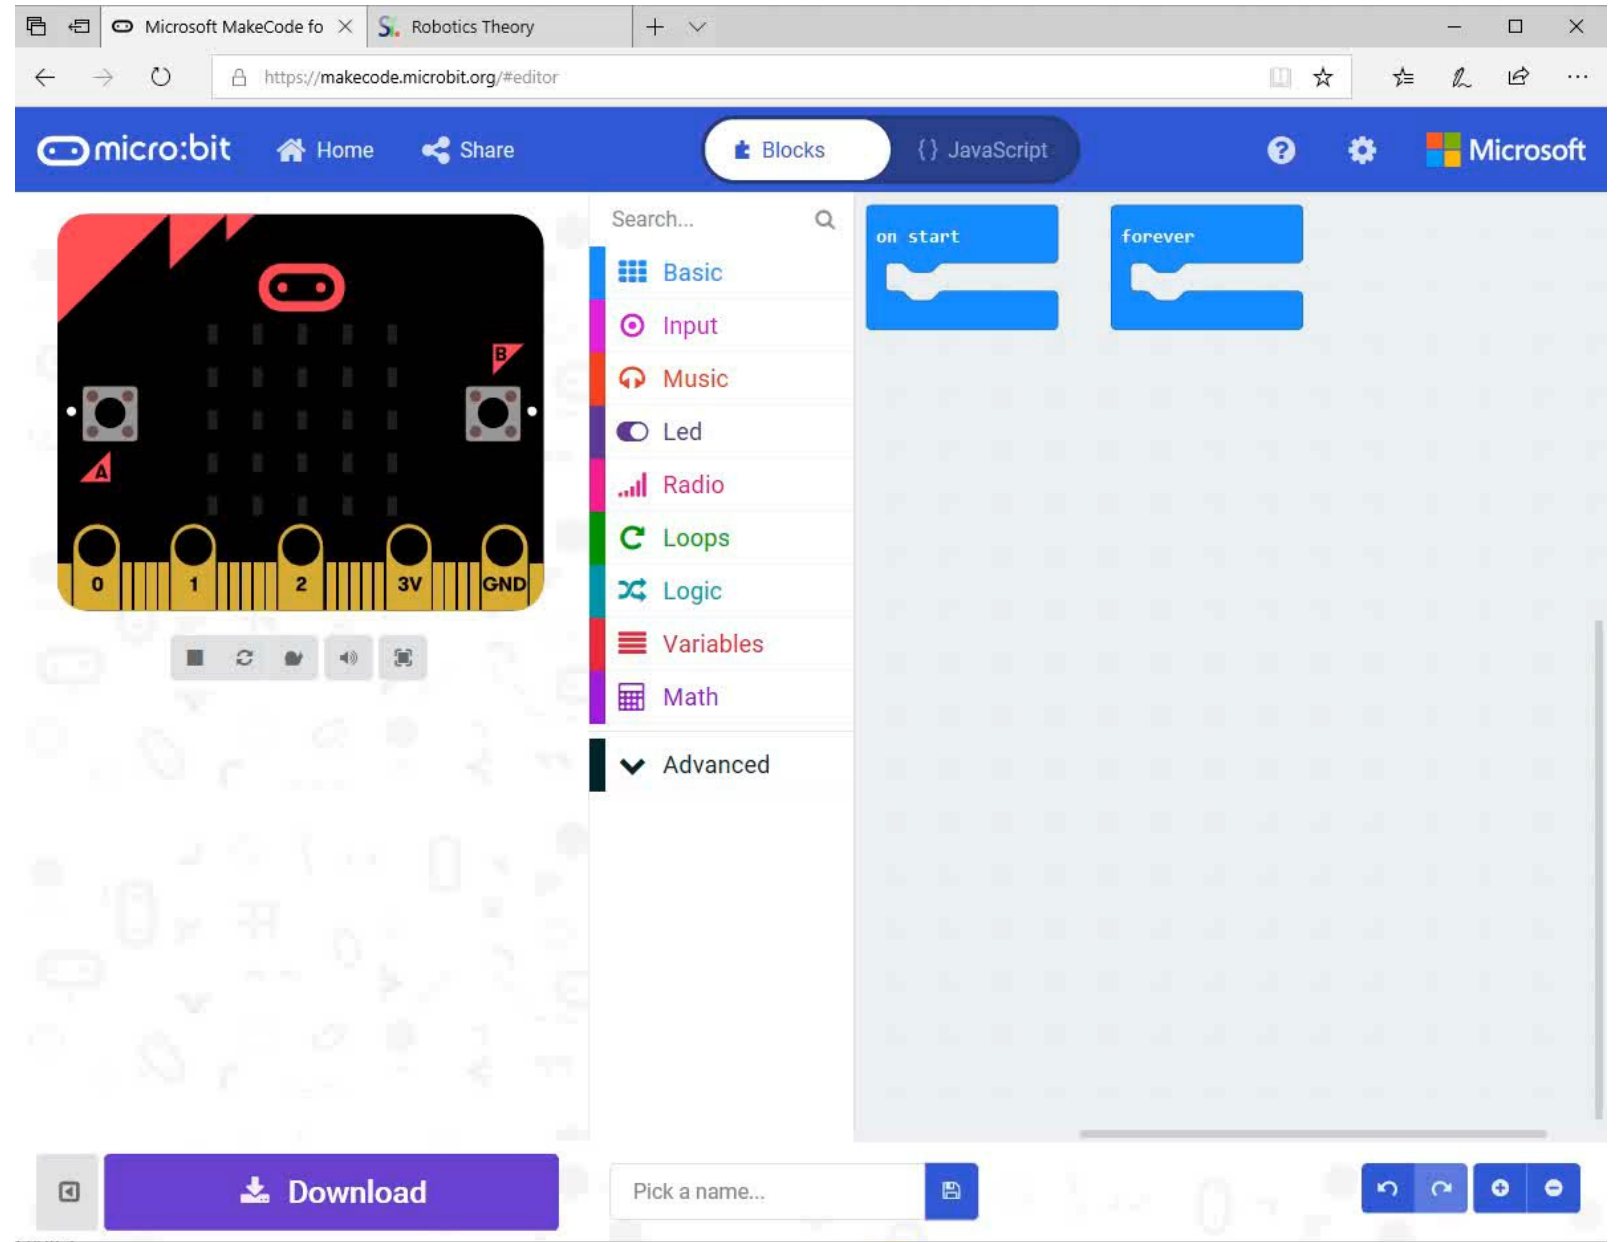 Microsoft MakeCode fo
Robotics Theory
https://makecode.microbit.org/#editor
micro:bit
Home
Share
Blocks
{} JavaScript
Microsoft
Search...
on start
forever
Basic
Input
Music
Led
Radio
Loops
Logic
Variables
Math
Advanced
B
A
0 1 2 3V GND
Download
Pick a name...